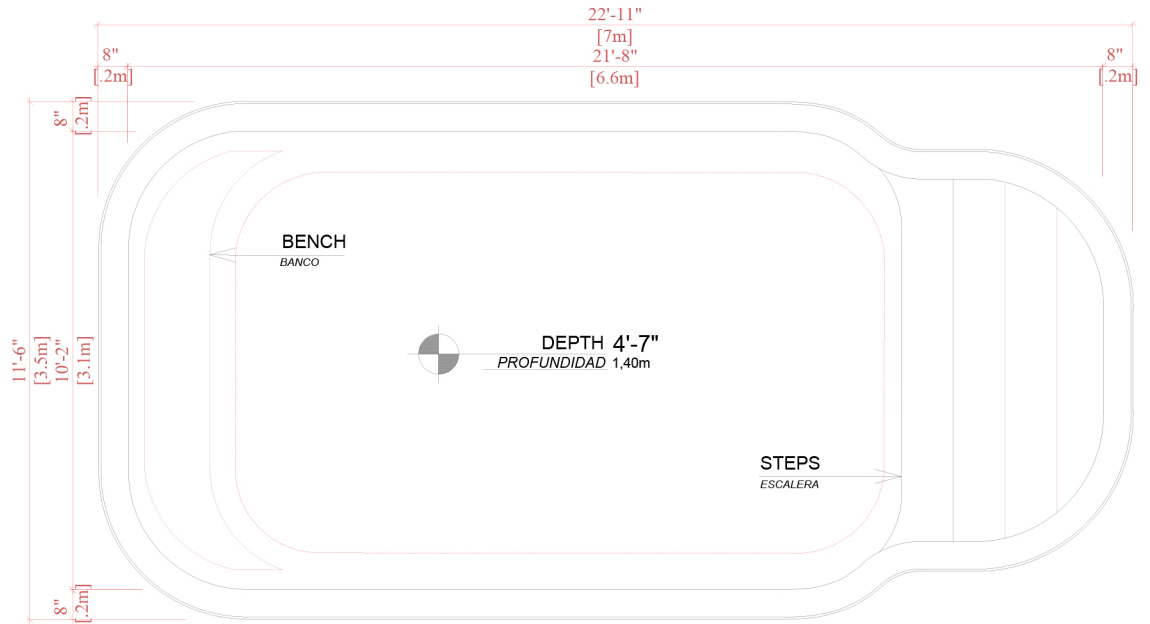 22'-11"
[7m]
8"
[.2m]
21'-8"
[6.6m]
8"
[.2m]
8"
[.2m]
BENCH
BANCO
11'-6"
[3.5m]
10'-2"
[3.1m]
DEPTH 4'-7"
PROFUNDIDAD 1,40m
STEPS
ESCALERA
8"
[.2m]